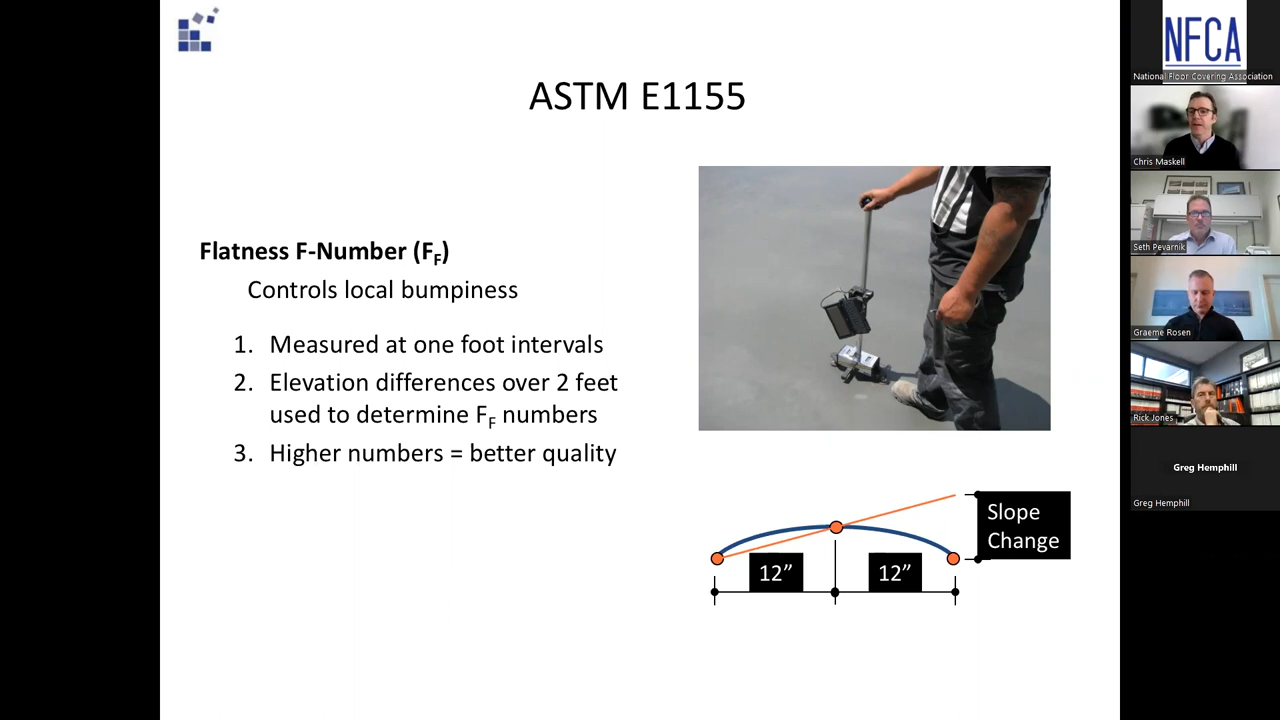 ASTM E1155
Flatness F-Number (FF)
Controls local bumpiness
1. Measured at one foot intervals
2. Elevation differences over 2 feet
used to determine FF numbers
3. Higher numbers = better quality
Slope
Change
12”
12”
NFCA
National Floor Covering Association
Chris Maskell
Seth Pevarnik
Graeme Rosen
Rick Jones
Greg Hemphill
Greg Hemphill